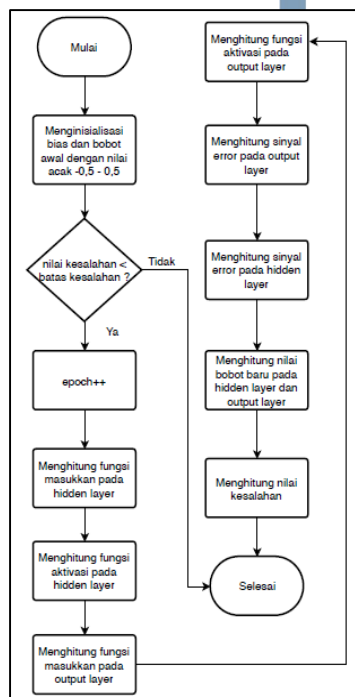 Mulai
Menginisialisasi
bias dan bobot
awal dengan nilai
acak -0,5 - 0,5
nilai kesalahan <
batas kesalahan ?
Tidak
Ya
epoch++
Menghitung fungsi
masukkan pada
hidden layer
Menghitung fungsi
aktivasi pada
hidden layer
Menghitung fungsi
masukkan pada
output layer
Menghitung fungsi
aktivasi pada
output layer
Menghitung sinyal
error pada output
layer
Menghitung sinyal
error pada hidden
layer
Menghitung nilai
bobot baru pada
hidden layer dan
output layer
Menghitung nilai
kesalahan
Selesai